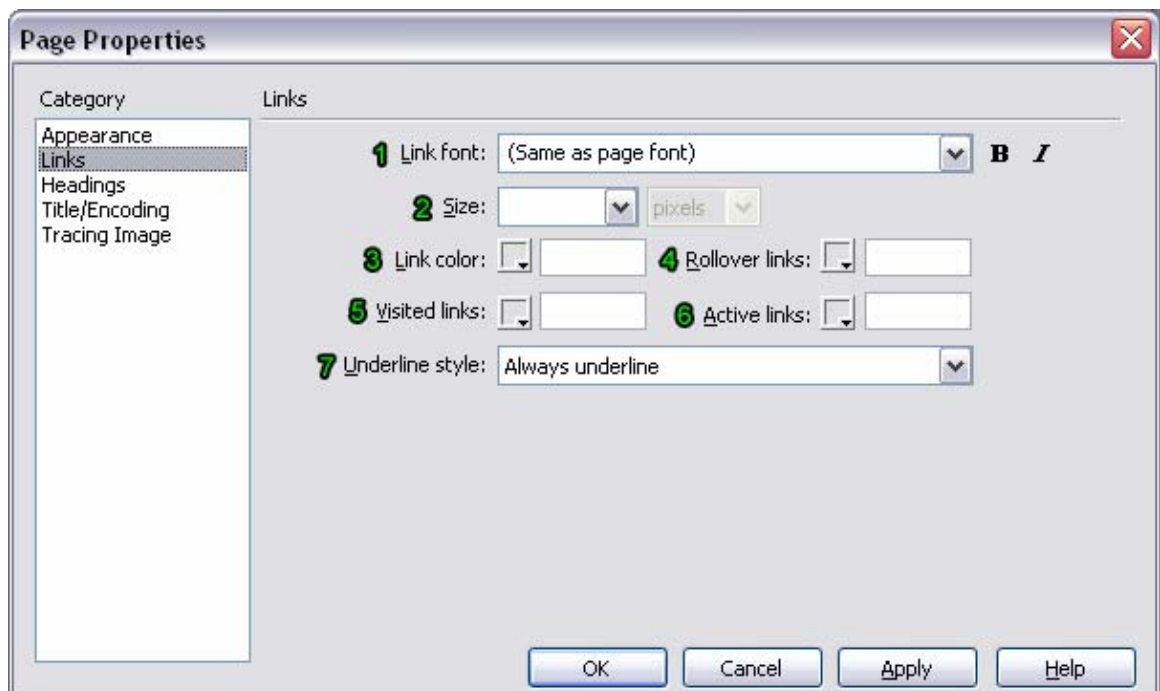 Page Properties
Category
Links
Appearance
Links
Headings
Title/Encoding
Tracing Image
1 Link font: (Same as page font) B I
2 Size: pixels
3 Link color: 4 Rollover links:
5 Visited links: 6 Active links:
7 Underline style: Always underline
OK Cancel Apply Help